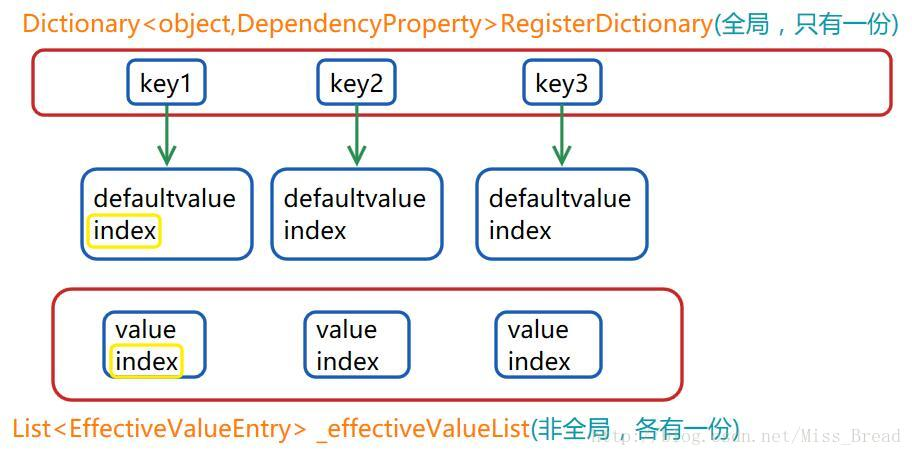 Dictionary<object,DependencyProperty>RegisterDictionary(全局，只有一份)
key1 key2 key3
defaultvalue defaultvalue defaultvalue
index index index
value value value
index index index
List<EffectiveValueEntry> _effectiveValueList(非全局，各有一份)
http://blog.csdn.net/Miss_Bread